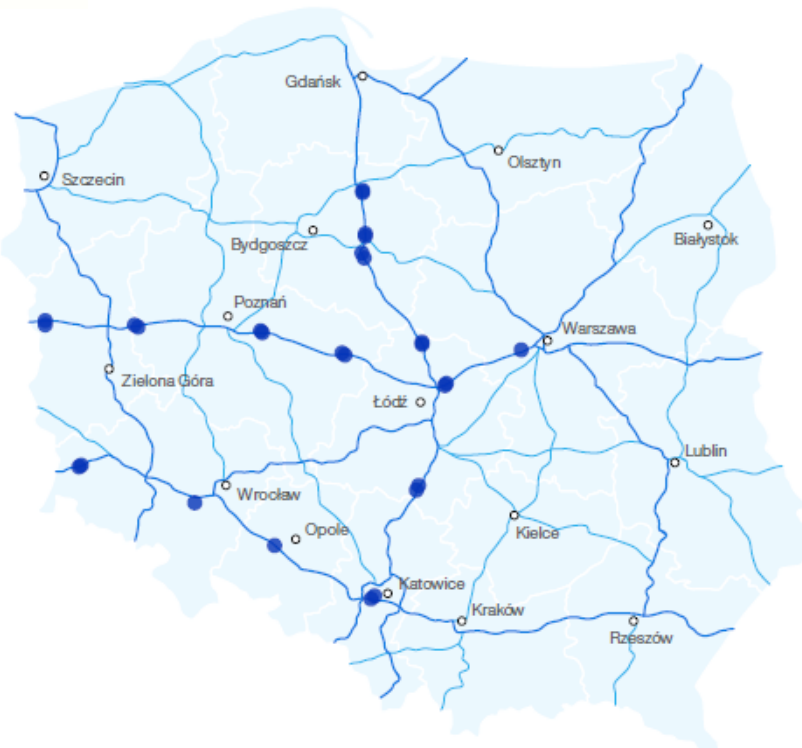 Gdańsk
Olsztyn
Szczecin
Białystok
Bydgoszcz
Poznań
Warszawa
Zielona Góra
Łódź
Lublin
Wrocław
Opole
Kielce
Katowice
Kraków
Rzeszów